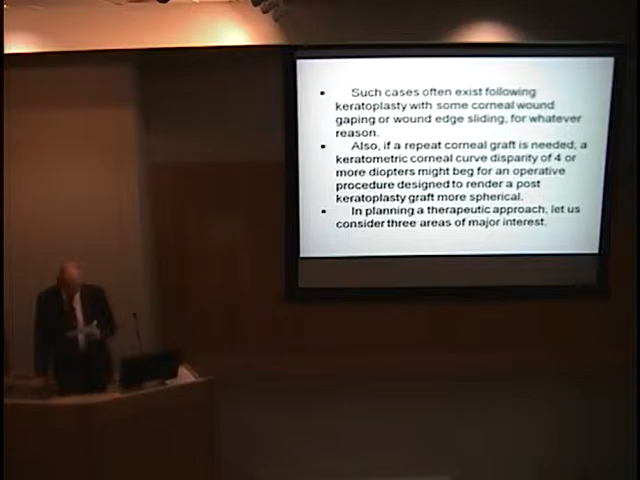 • Such cases often exist following
keratoplasty with some corneal wound
gaping or wound edge sliding, for whatever
reason.
• Also, if a repeat corneal graft is needed, a
keratometric corneal curve disparity of 4 or
more diopters might beg for an operative
procedure designed to render a post
keratoplasty graft more spherical.
• In planning a therapeutic approach, let us
consider three areas of major interest.